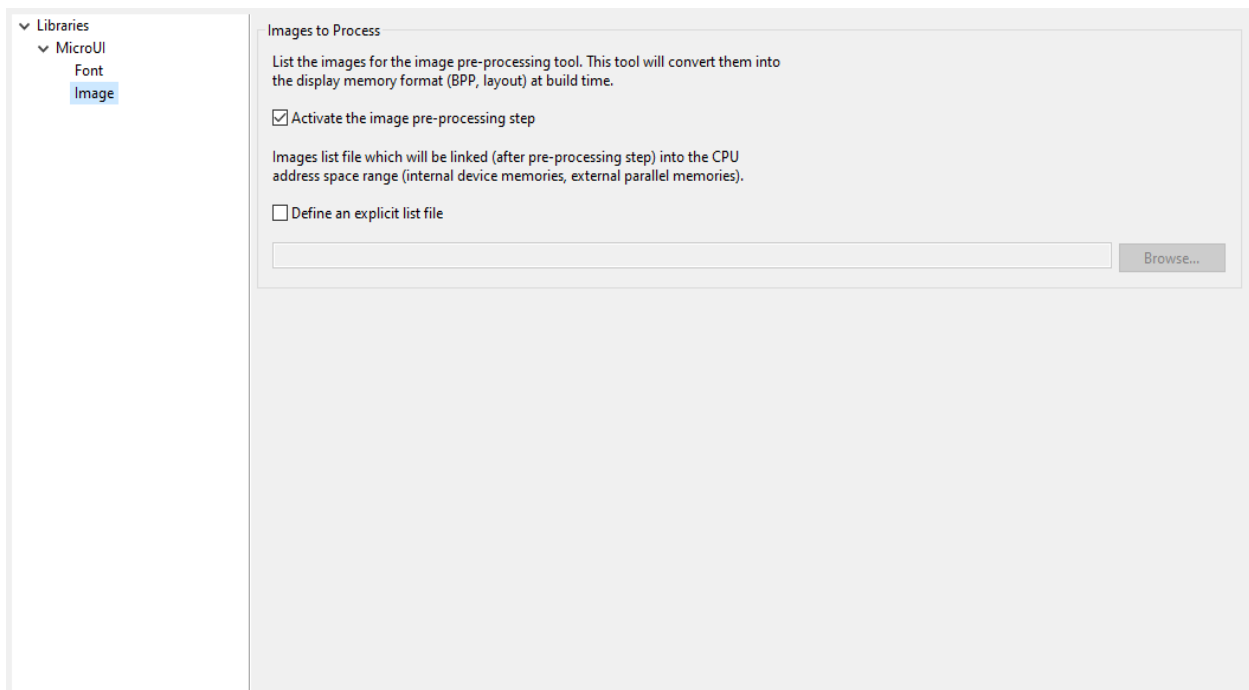 Libraries
MicroUI
Font
Image
Images to Process
List the images for the image pre-processing tool. This tool will convert them into
the display memory format (BPP, layout) at build time.
Activate the image pre-processing step
Images list file which will be linked (after pre-processing step) into the CPU
address space range (internal device memories, external parallel memories).
Define an explicit list file
Browse...